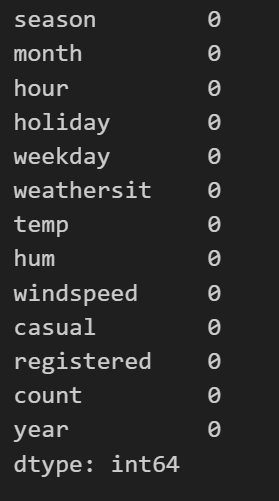 season 0
month 0
hour 0
holiday 0
weekday 0
weathersit 0
temp 0
hum 0
windspeed 0
casual 0
registered 0
count 0
year 0
dtype: int64